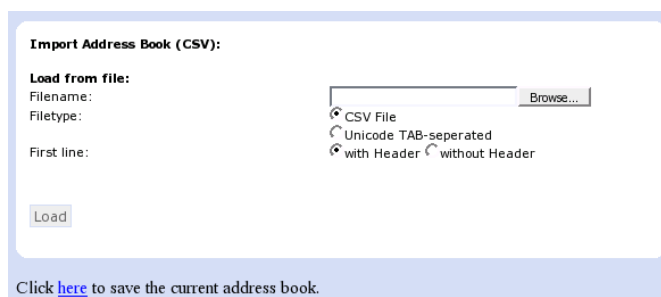 Import Address Book (CSV):
Load from file:
Filename: Browse...
Filetype: CSV File
Unicode TAB-seperated
First line: with Header without Header
Load
Click here to save the current address book.